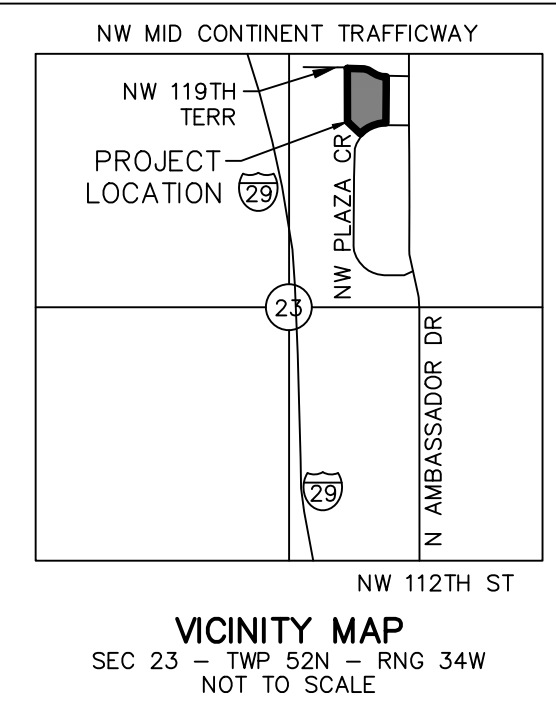 NW MID CONTINENT TRAFFICWAY
NW 119TH
TERR
PROJECT
LOCATION
29
NW PLAZA CR
23
N AMBASSADOR DR
29
NW 112TH ST
VICINITY MAP
SEC 23 – TWP 52N – RNG 34W
NOT TO SCALE